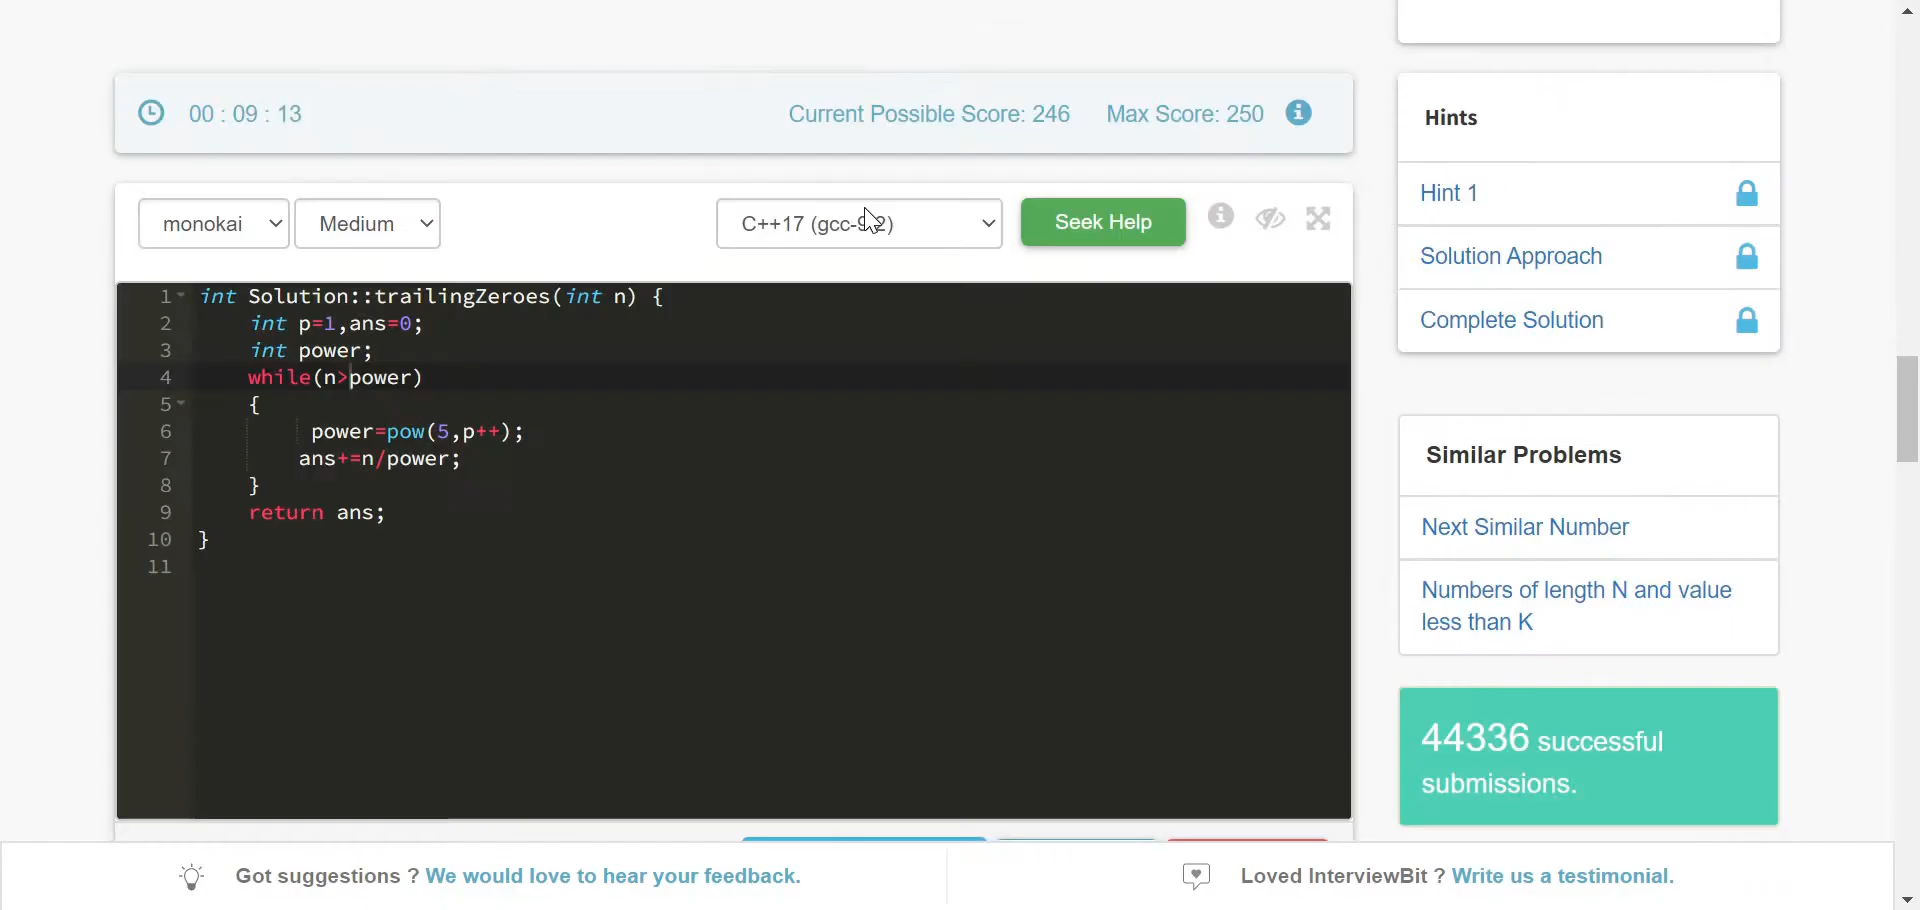 00 : 09 : 13
Current Possible Score: 246 Max Score: 250
monokai
Medium
C++17 (gcc-9.2)
Seek Help
1 int Solution::trailingZeroes(int n) {
2 int p=1,ans=0;
3 int power;
4 while(n>power)
5 {
6 power=pow(5,p++);
7 ans+=n/power;
8 }
9 return ans;
10 }
11
Hints
Hint 1
Solution Approach
Complete Solution
Similar Problems
Next Similar Number
Numbers of length N and value
less than K
44336 successful
submissions.
Got suggestions ? We would love to hear your feedback.
Loved InterviewBit ? Write us a testimonial.